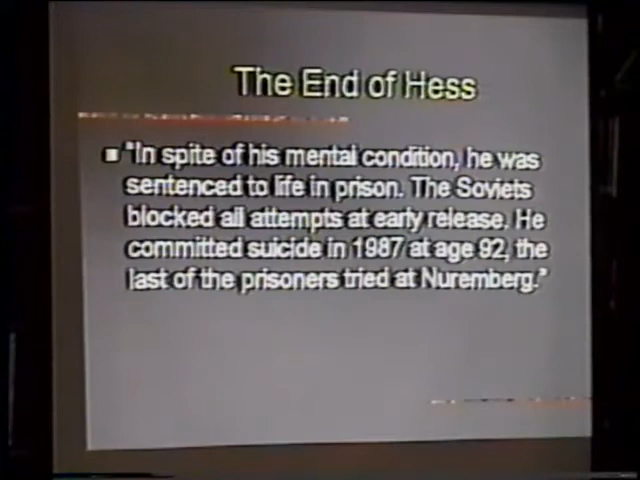 The End of Hess
"In spite of his mental condition, he was
sentenced to life in prison. The Soviets
blocked all attempts at early release. He
committed suicide in 1987 at age 92, the
last of the prisoners tried at Nuremberg."